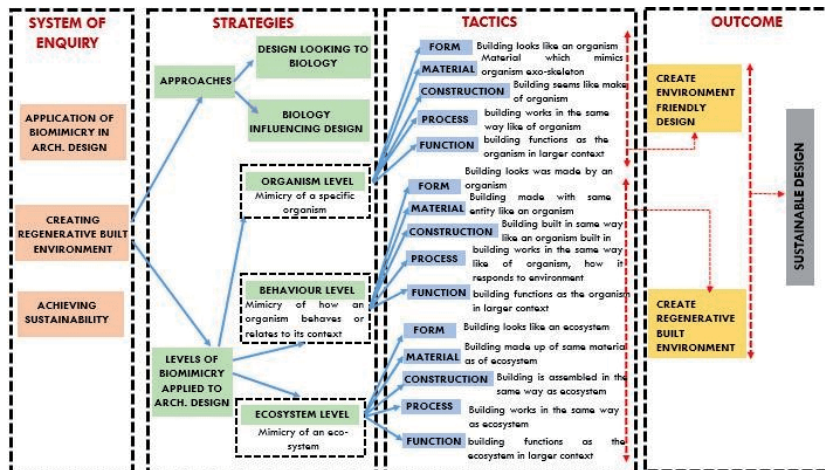 SYSTEM OF
ENQUIRY
APPLICATION OF
BIOMIMICRY IN
ARCH. DESIGN
CREATING
REGENERATIVE BUILT
ENVIRONMENT
ACHIEVING
SUSTAINABILITY
STRATEGIES
APPROACHES
DESIGN LOOKING TO
BIOLOGY
BIOLOGY
INFLUENCING DESIGN
LEVELS OF
BIOMIMICRY
APPLIED TO
ARCH. DESIGN
ORGANISM LEVEL
Mimicry of a specific
organism
BEHAVIOUR LEVEL
Mimicry of how an
organism behaves or
relates to its context
ECOSYSTEM LEVEL
Mimicry of an eco-
system
TACTICS
FORM
Building looks like an organism
MATERIAL
Material which mimics
organism exo-skeleton
CONSTRUCTION
Building seems like make
of organism
PROCESS
building works in the same
way like of organism
FUNCTION
building functions as the
organism in larger context
FORM
Building looks was made by an
organism
MATERIAL
Building made with same
entity like an organism
CONSTRUCTION
Building built in same way
like an organism built in
PROCESS
building works in the same
way like of organism, how it
responds to environment
FUNCTION
building functions as the organism
in larger context
FORM
Building looks like an ecosystem
MATERIAL
Building made up of same material
as of ecosystem
CONSTRUCTION
Building is assembled in the
same way as ecosystem
PROCESS
Building works in the same way
as ecosystem
FUNCTION
building functions as the
ecosystem in larger context
OUTCOME
CREATE
ENVIRONMENT
FRIENDLY
DESIGN
CREATE
REGENERATIVE
BUILT
ENVIRONMENT
SUSTAINABLE DESIGN